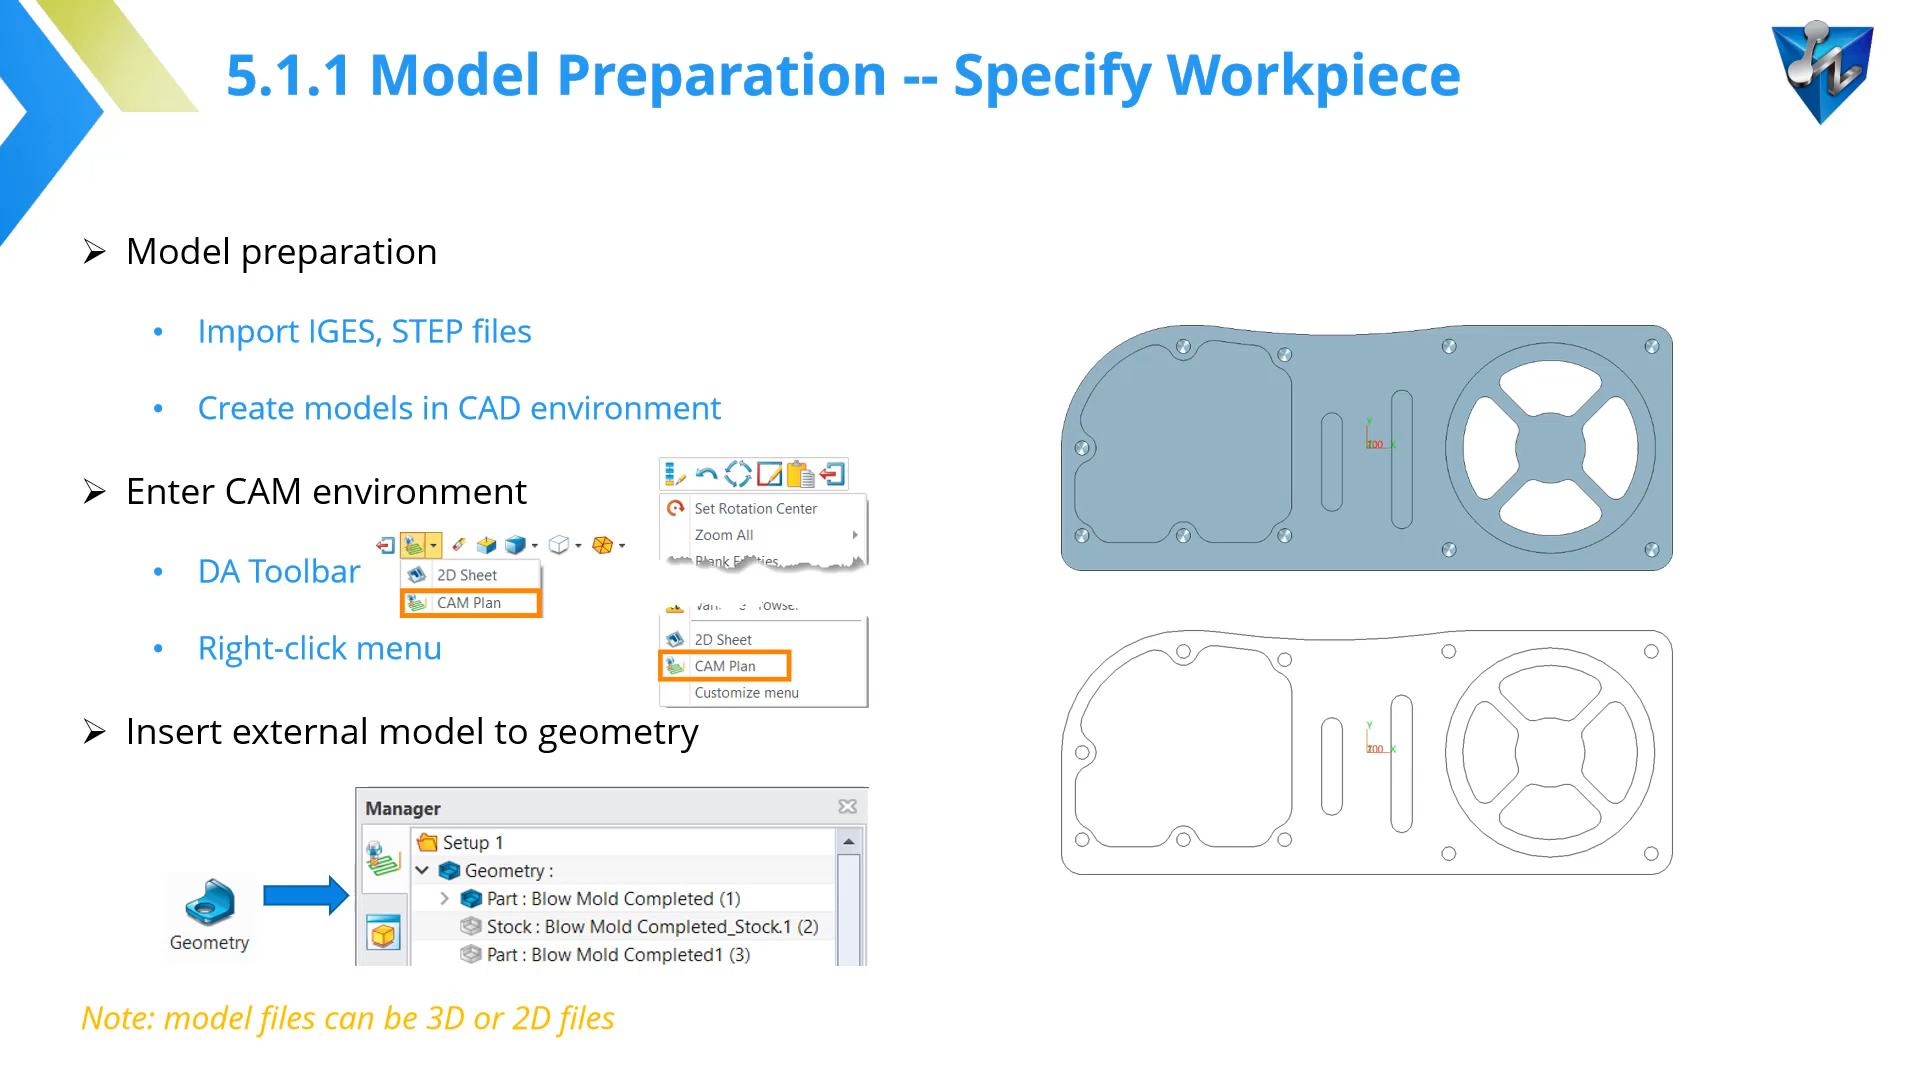 5.1.1 Model Preparation -- Specify Workpiece
Model preparation
Import IGES, STEP files
Create models in CAD environment
Enter CAM environment
DA Toolbar
2D Sheet
CAM Plan
Right-click menu
Set Rotation Center
Zoom All
Blank Entities
2D Sheet
CAM Plan
Customize menu
Insert external model to geometry
Geometry
Manager
Setup 1
Geometry :
Part : Blow Mold Completed (1)
Stock : Blow Mold Completed_Stock.1 (2)
Part : Blow Mold Completed1 (3)
Note: model files can be 3D or 2D files
Y
X
Y
X